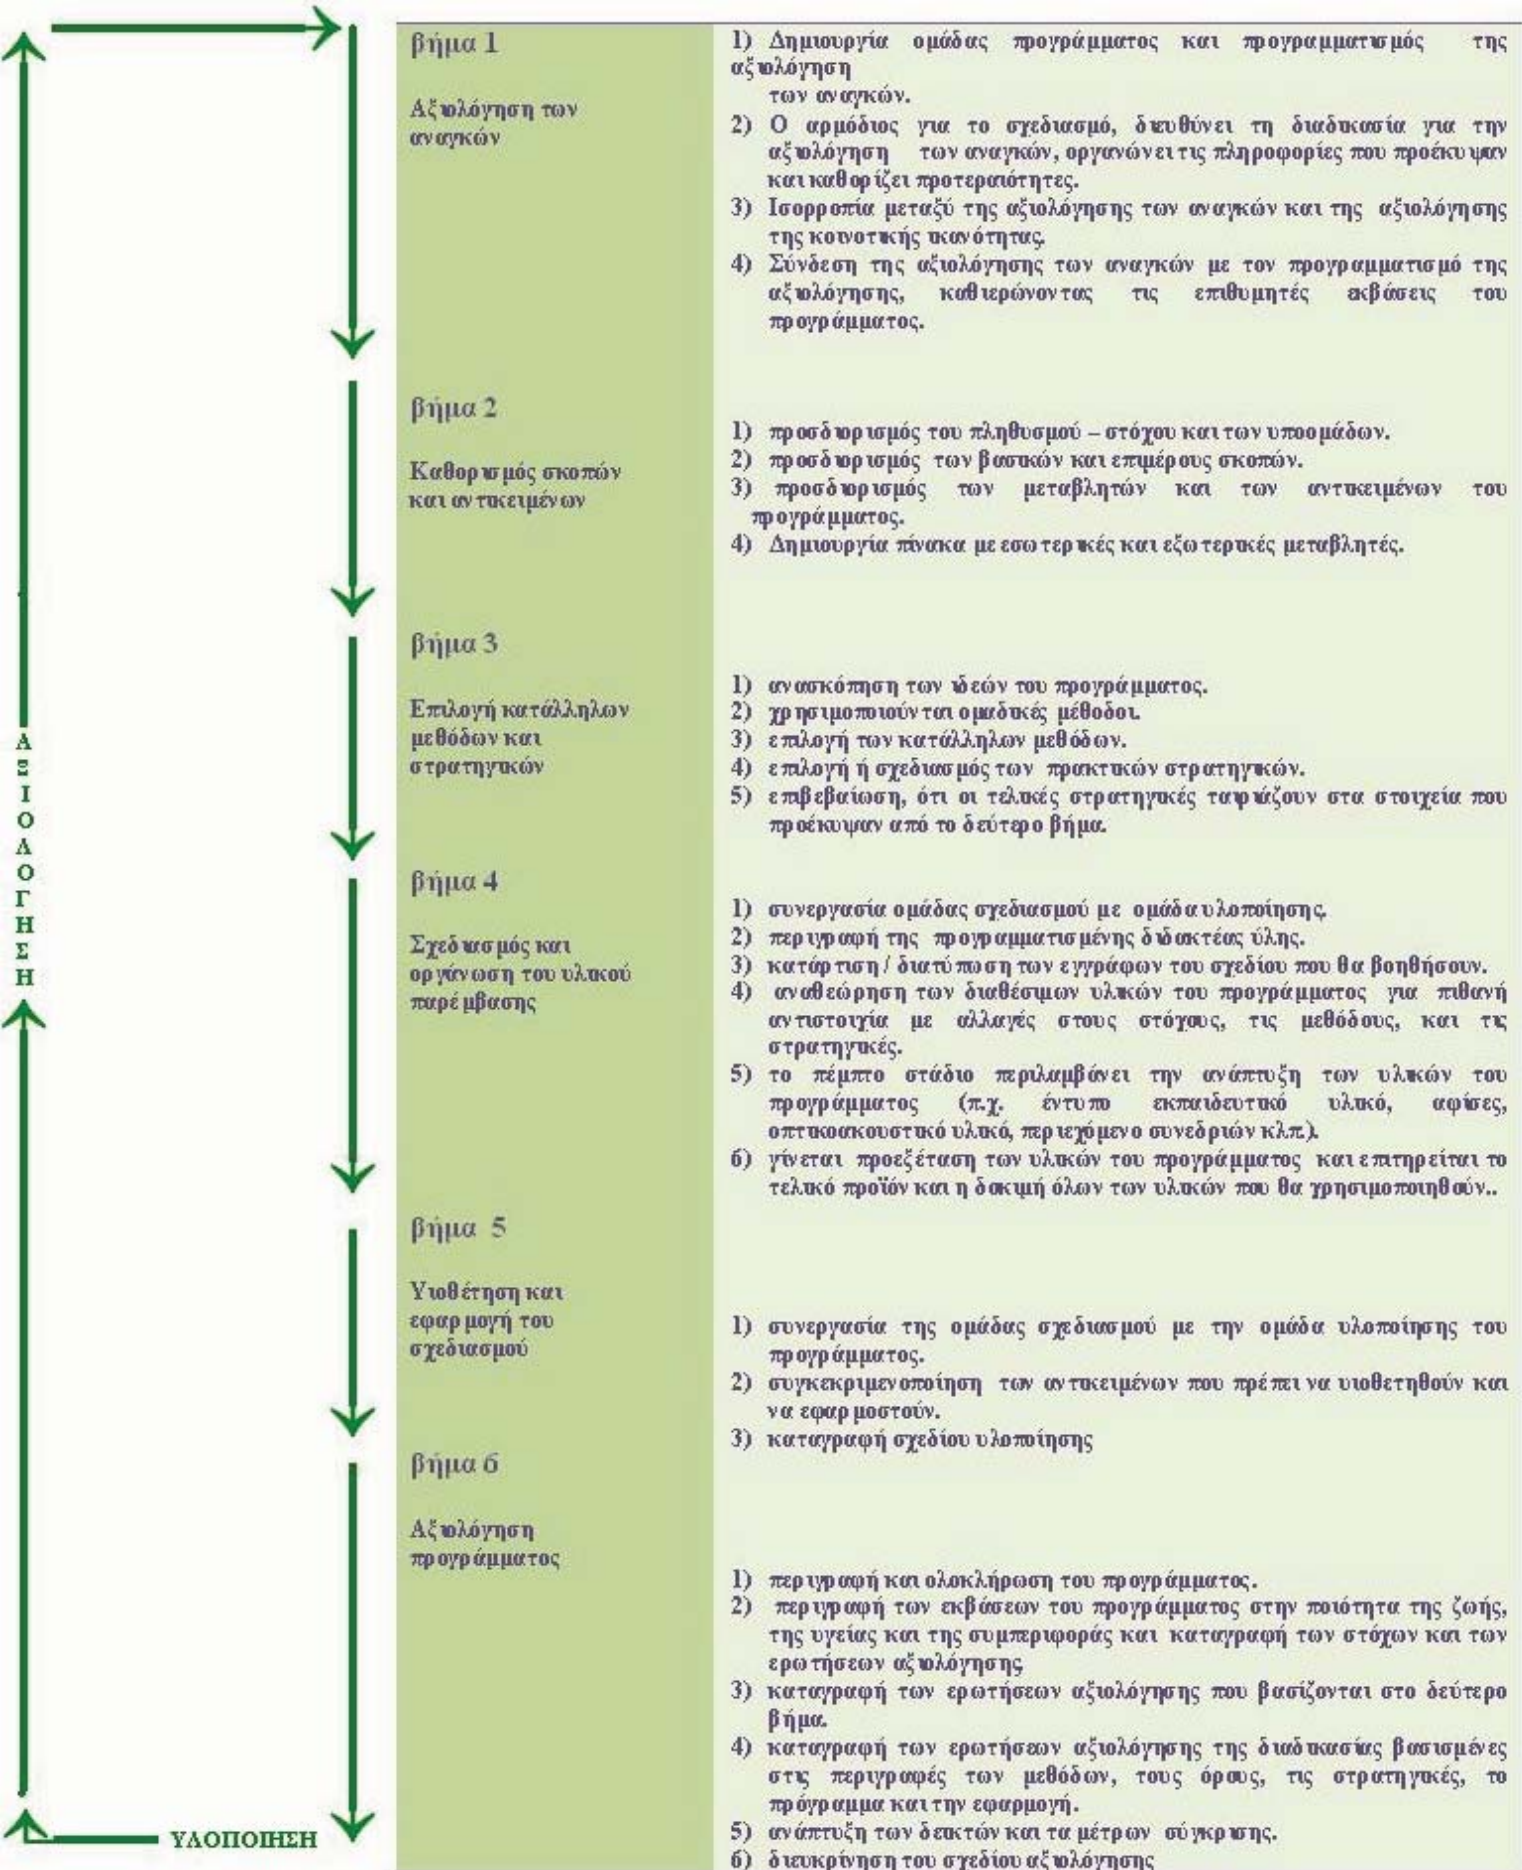 βήμα 1
Αξιολόγηση των
αναγκών
1) Δημιουργία ομάδας προγράμματος και προγραμματισμός της
αξιολόγηση
των αναγκών.
2) Ο αρμόδιος για το σχεδιασμό, διευθύνει τη διαδικασία για την
αξιολόγηση των αναγκών, οργανώνει τις πληροφορίες που προέκυψαν
και καθορίζει προτεραιότητες.
3) Ισορροπία μεταξύ της αξιολόγησης των αναγκών και της αξιολόγησης
της κοινοτικής ικανότητας.
4) Σύνδεση της αξιολόγησης των αναγκών με τον προγραμματισμό της
αξιολόγησης, καθιερώνοντας τις επιθυμητές εκβάσεις του
προγράμματος.
βήμα 2
Καθορισμός σκοπών
και αντικειμένων
1) προσδιορισμός του πληθυσμού – στόχου και των υποομάδων.
2) προσδιορισμός των βασικών και επιμέρους σκοπών.
3) προσδιορισμός των μεταβλητών και των αντικειμένων του
προγράμματος.
4) Δημιουργία πίνακα με εσωτερικές και εξωτερικές μεταβλητές.
βήμα 3
Επιλογή κατάλληλων
μεθόδων και
στρατηγικών
1) ανασκόπηση των ιδεών του προγράμματος.
2) χρησιμοποιούνται ομαδικές μέθοδοι.
3) επιλογή των κατάλληλων μεθόδων.
4) επιλογή ή σχεδιασμός των πρακτικών στρατηγικών.
5) επιβεβαίωση, ότι οι τελικές στρατηγικές ταιριάζουν στα στοιχεία που
προέκυψαν από το δεύτερο βήμα.
βήμα 4
Σχεδιασμός και
οργάνωση του υλικού
παρέμβασης
1) συνεργασία ομάδας σχεδιασμού με ομάδα υλοποίησης.
2) περιγραφή της προγραμματισμένης διδακτέας ύλης.
3) κατάρτιση / διατύπωση των εγγράφων του σχεδίου που θα βοηθήσουν.
4) αναθεώρηση των διαθέσιμων υλικών του προγράμματος για πιθανή
αντιστοιχία με αλλαγές στους στόχους, τις μεθόδους, και τις
στρατηγικές.
5) το πέμπτο στάδιο περιλαμβάνει την ανάπτυξη των υλικών του
προγράμματος (π.χ. έντυπο εκπαιδευτικό υλικό, αφίσες,
οπτικοακουστικό υλικό, περιεχόμενο συνεδριών κλπ.).
6) γίνεται προεξέταση των υλικών του προγράμματος και επιτηρείται το
τελικό προϊόν και η δοκιμή όλων των υλικών που θα χρησιμοποιηθούν..
βήμα 5
Υιοθέτηση και
εφαρμογή του
σχεδιασμού
1) συνεργασία της ομάδας σχεδιασμού με την ομάδα υλοποίησης του
προγράμματος.
2) συγκεκριμενοποίηση των αντικειμένων που πρέπει να υιοθετηθούν και
να εφαρμοστούν.
3) καταγραφή σχεδίου υλοποίησης
βήμα 6
Αξιολόγηση
προγράμματος
1) περιγραφή και ολοκλήρωση του προγράμματος.
2) περιγραφή των εκβάσεων του προγράμματος στην ποιότητα της ζωής,
της υγείας και της συμπεριφοράς και καταγραφή των στόχων και των
ερωτήσεων αξιολόγησης
3) καταγραφή των ερωτήσεων αξιολόγησης που βασίζονται στο δεύτερο
βήμα.
4) καταγραφή των ερωτήσεων αξιολόγησης της διαδικασίας βασισμένες
στις περιγραφές των μεθόδων, τους όρους, τις στρατηγικές, το
πρόγραμμα και την εφαρμογή.
5) ανάπτυξη των δεικτών και τα μέτρων σύγκρισης.
6) διευκρίνηση του σχεδίου αξιολόγησης
ΥΛΟΠΟΙΗΣΗ
ΑΞΙΟΛΟΓΗΣΗ